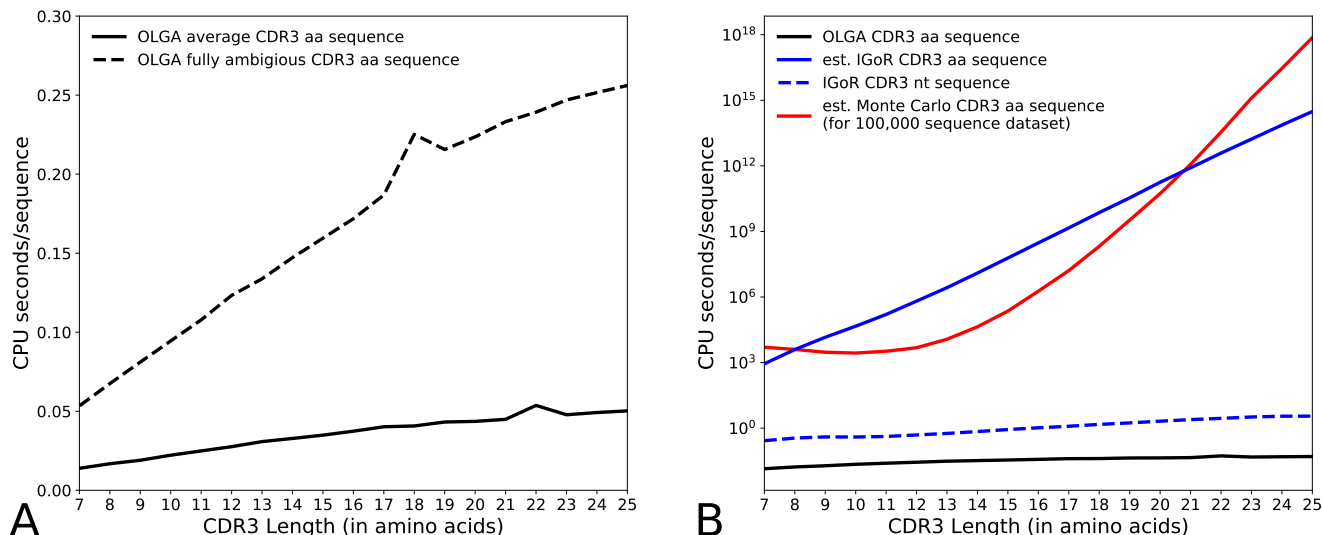 0.30
0.25
0.20
0.15
0.10
0.05
0.00
CPU seconds/sequence
OLGA average CDR3 aa sequence
OLGA fully ambigious CDR3 aa sequence
7 8 9 10 11 12 13 14 15 16 17 18 19 20 21 22 23 24 25
CDR3 Length (in amino acids)
A
10^18
10^15
10^12
10^9
10^6
10^3
10^0
CPU seconds/sequence
OLGA CDR3 aa sequence
est. IGoR CDR3 aa sequence
IGoR CDR3 nt sequence
est. Monte Carlo CDR3 aa sequence
(for 100,000 sequence dataset)
7 8 9 10 11 12 13 14 15 16 17 18 19 20 21 22 23 24 25
CDR3 Length (in amino acids)
B